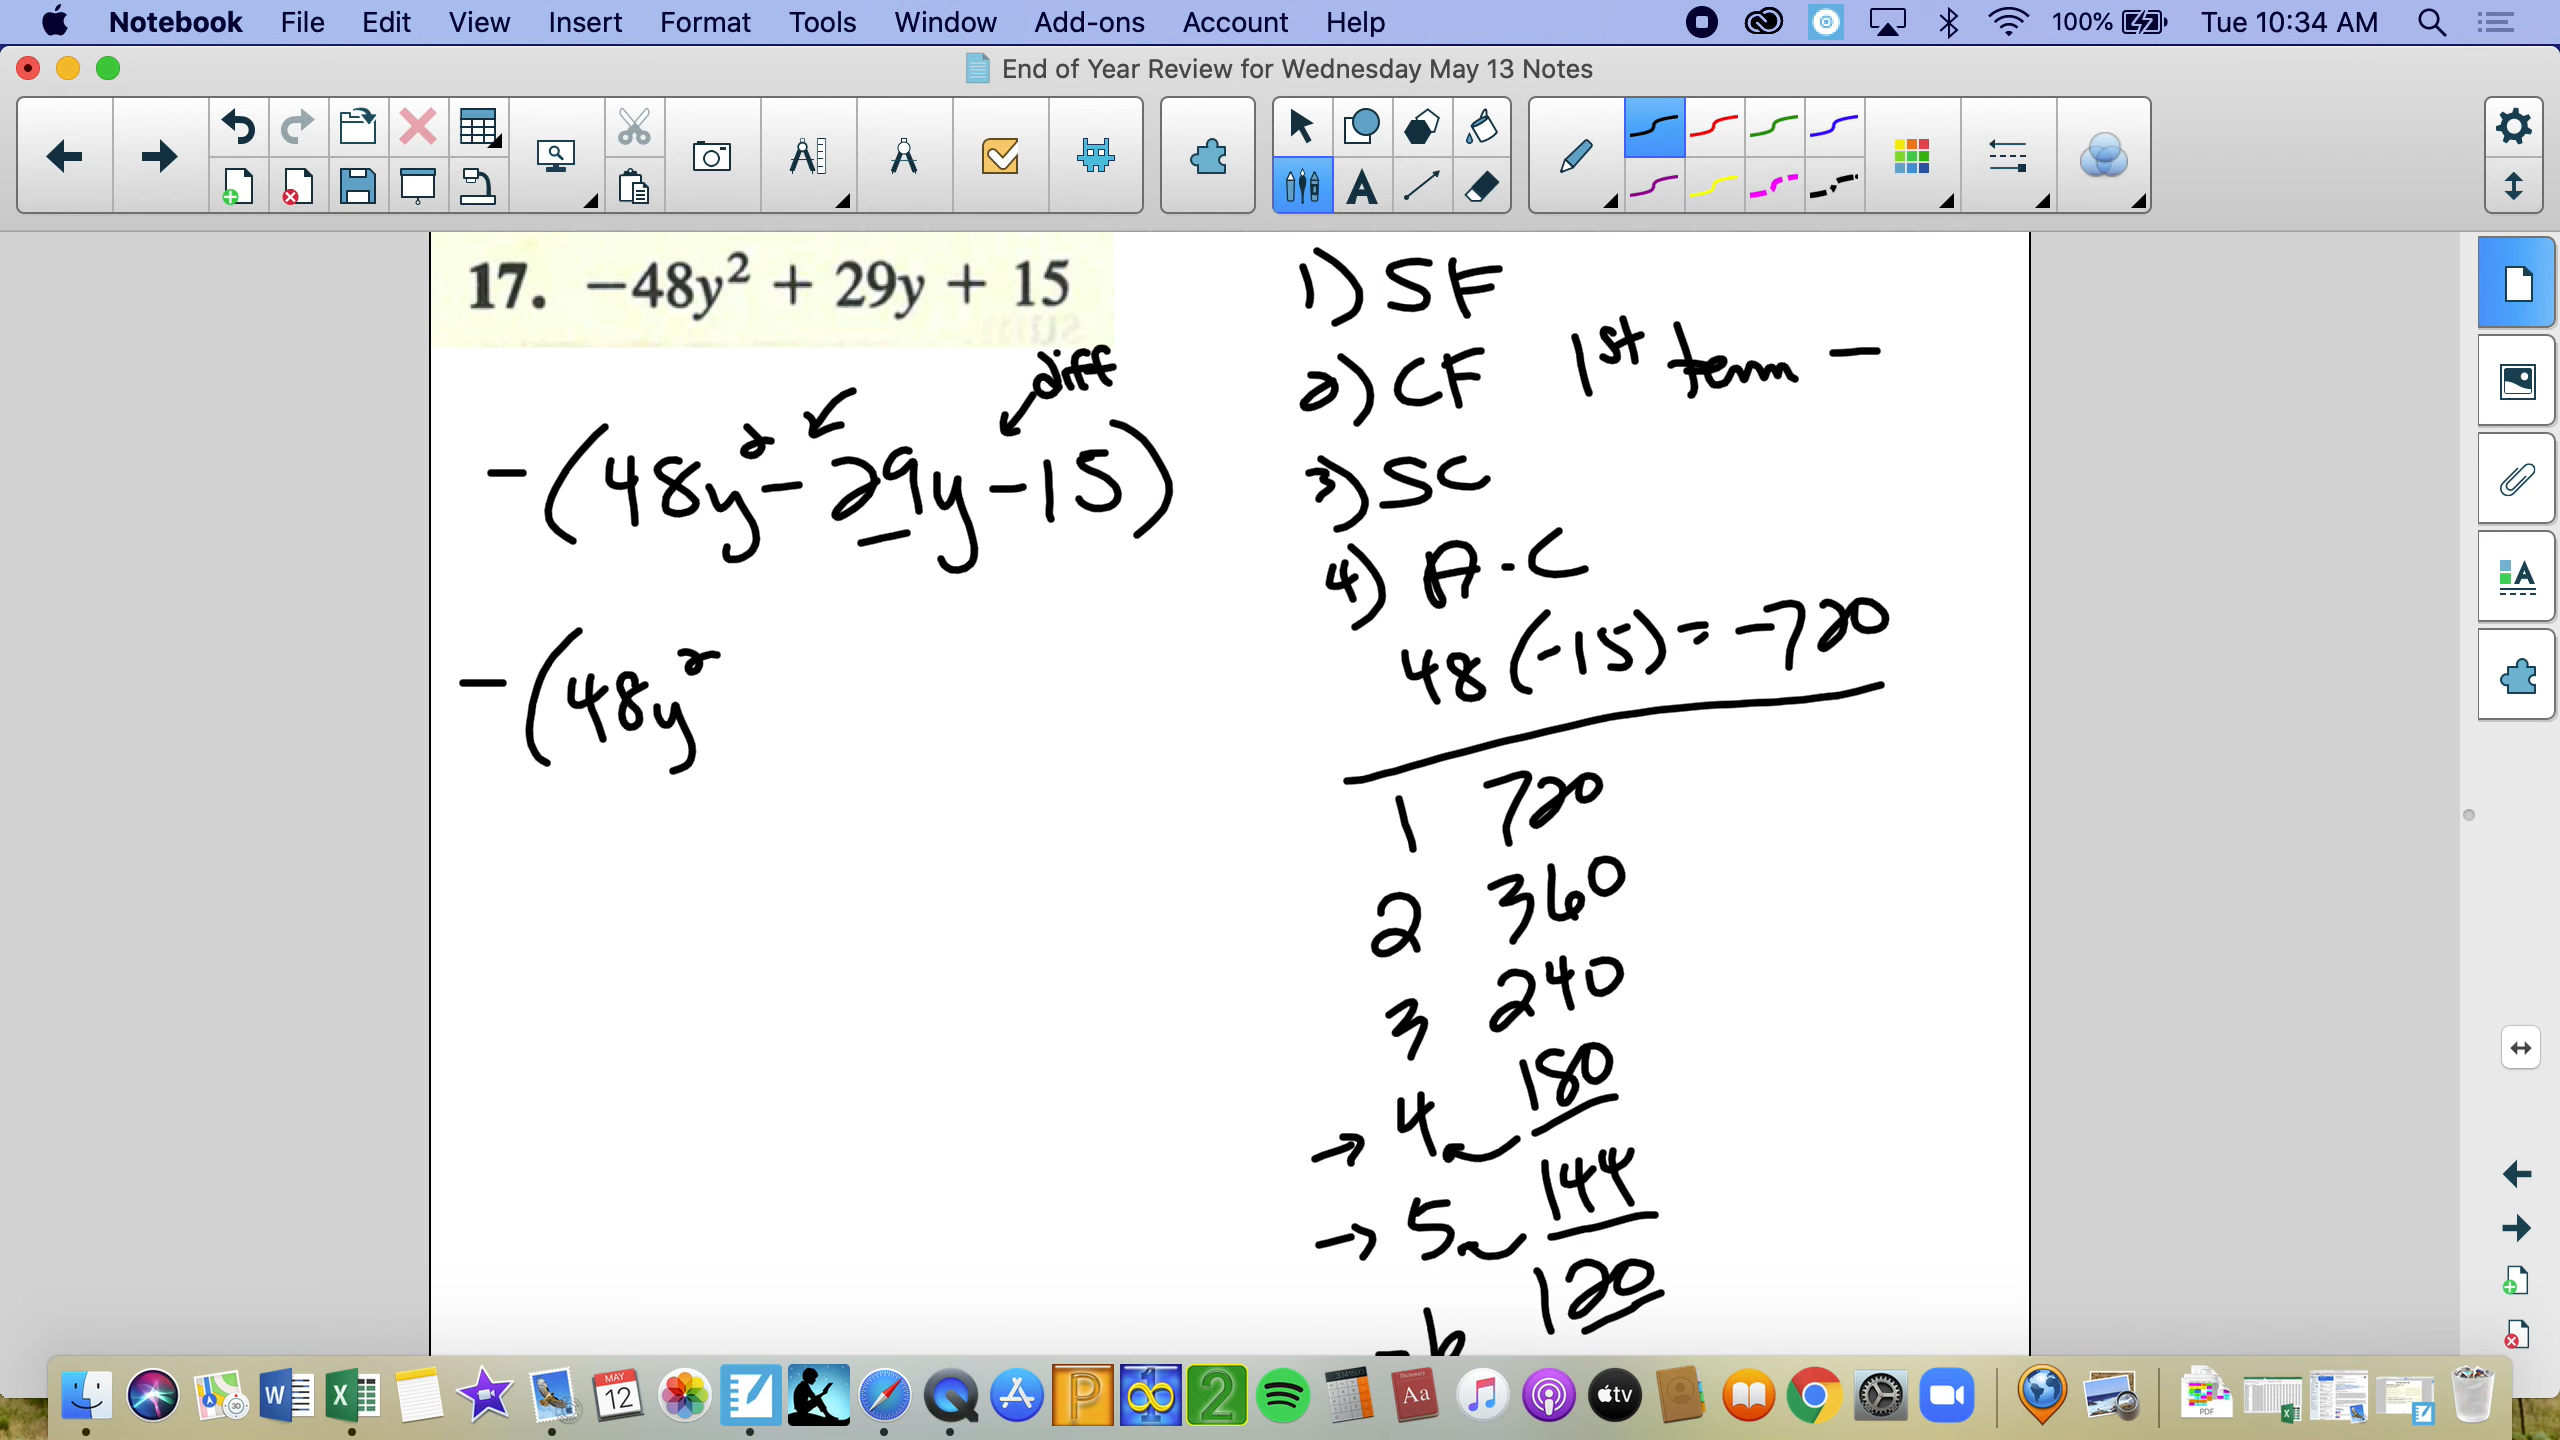 Notebook File Edit View Insert Format Tools Window Add-ons Account Help 100% Tue 10:34 AM
End of Year Review for Wednesday May 13 Notes
17. −48y² + 29y + 15
diff
-(48y² - 29y - 15)
-(48y²
1) SF
2) CF 1st term -
3) SC
4) A·C
48(-15) = -720
1 720
2 360
3 240
→ 4 180
→ 5 144
120
MAY
12
PDF